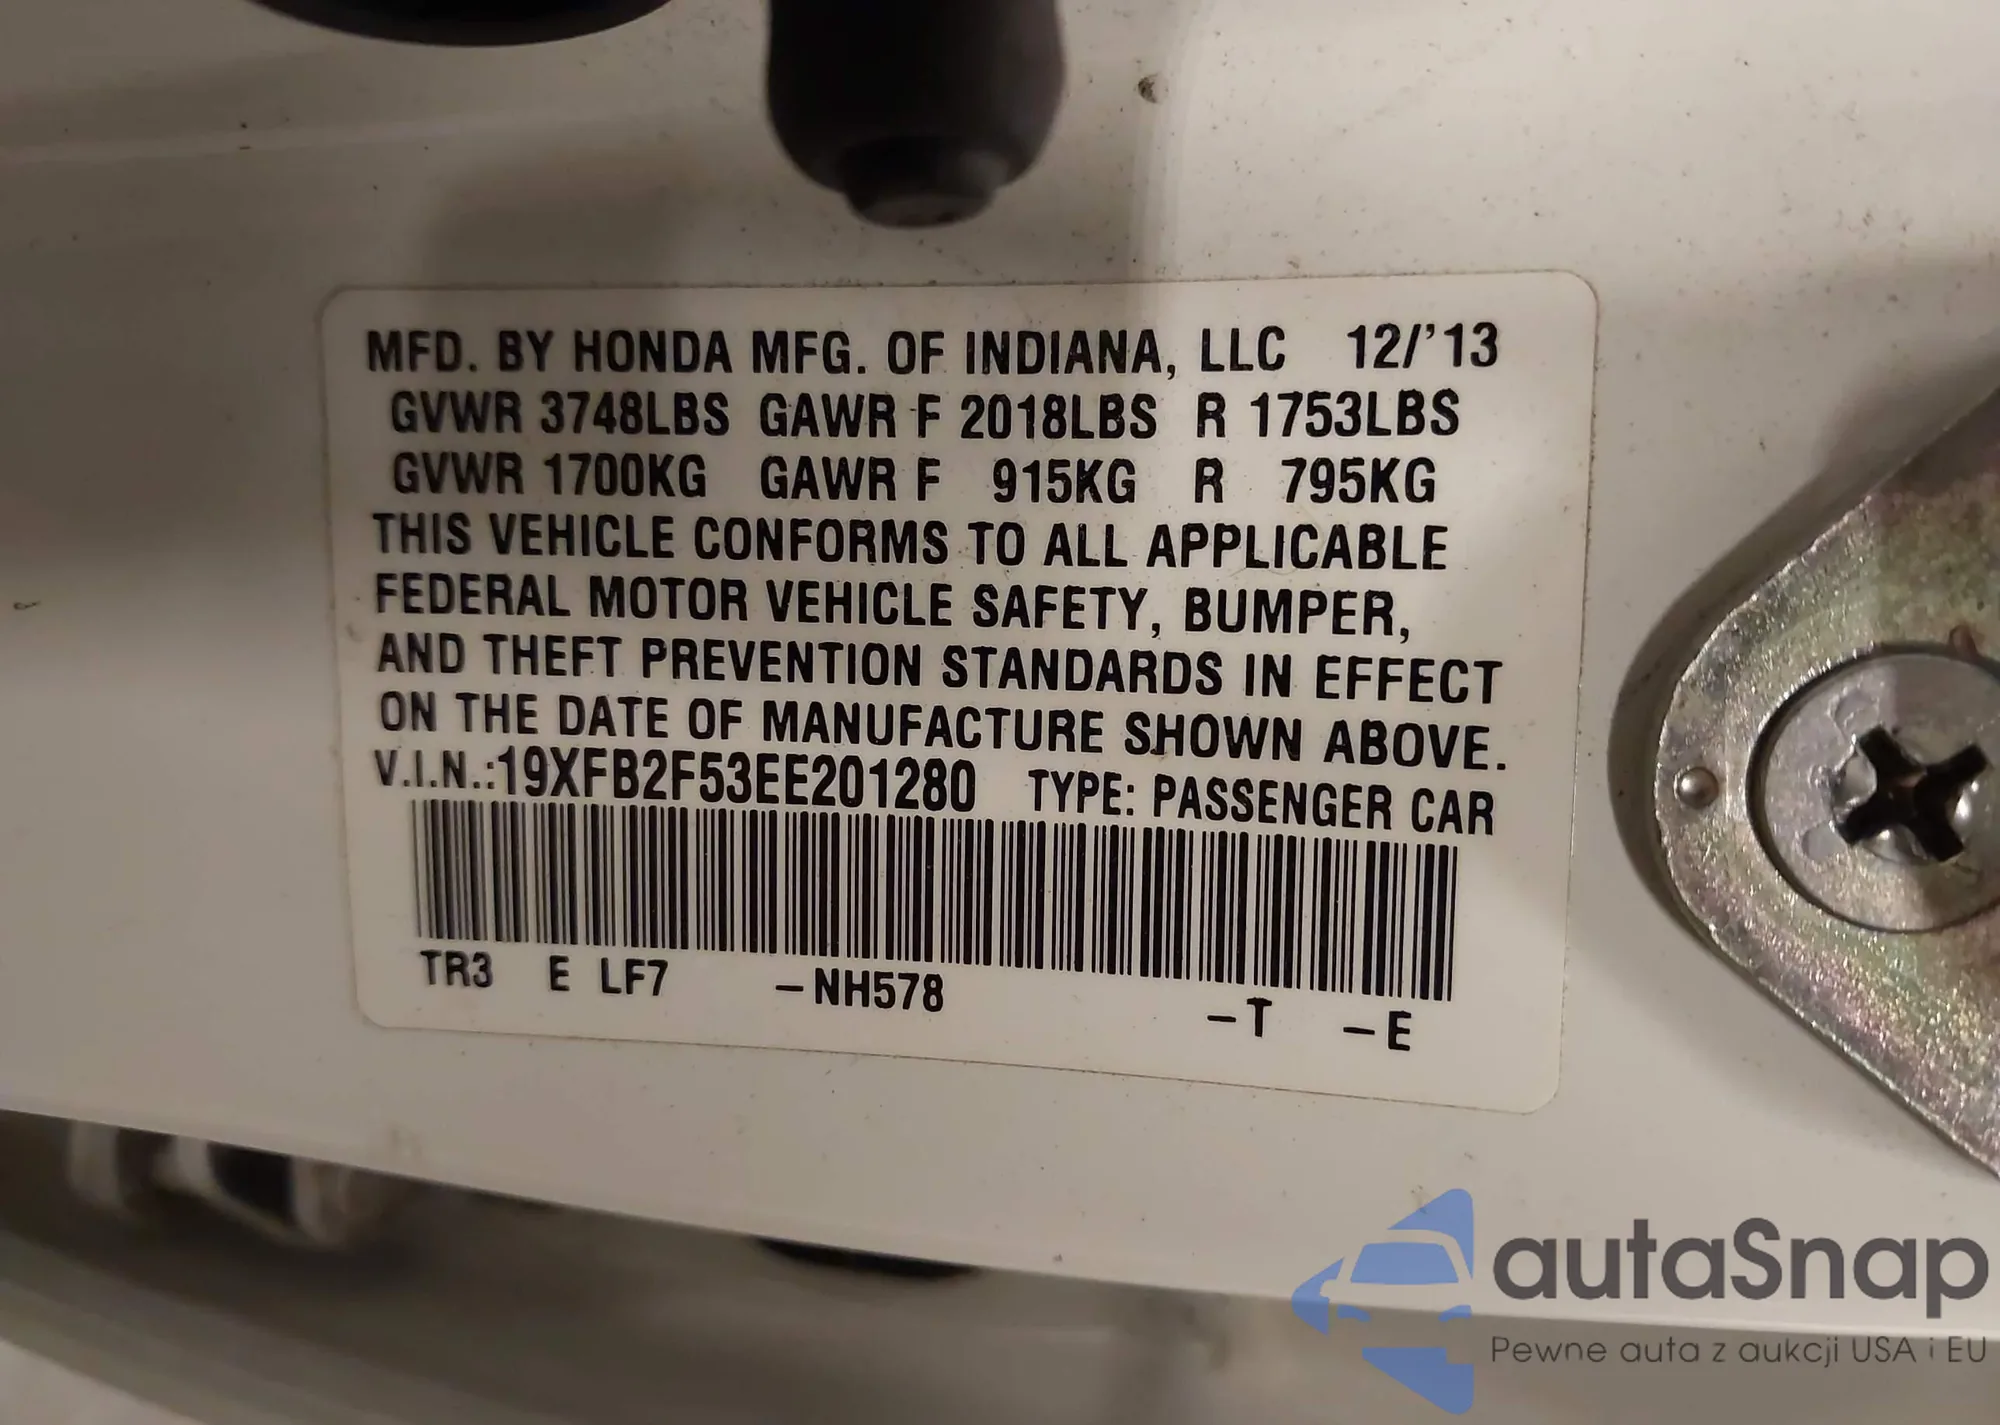 MFD. BY HONDA MFG. OF INDIANA, LLC 12/'13
GVWR 3748LBS GAWR F 2018LBS R 1753LBS
GVWR 1700KG GAWR F 915KG R 795KG
THIS VEHICLE CONFORMS TO ALL APPLICABLE
FEDERAL MOTOR VEHICLE SAFETY, BUMPER,
AND THEFT PREVENTION STANDARDS IN EFFECT
ON THE DATE OF MANUFACTURE SHOWN ABOVE.
V.I.N.:19XFB2F53EE201280 TYPE: PASSENGER CAR
TR3 E LF7 –NH578 –T –E
autaSnap
Pewne auta z aukcji USA i EU